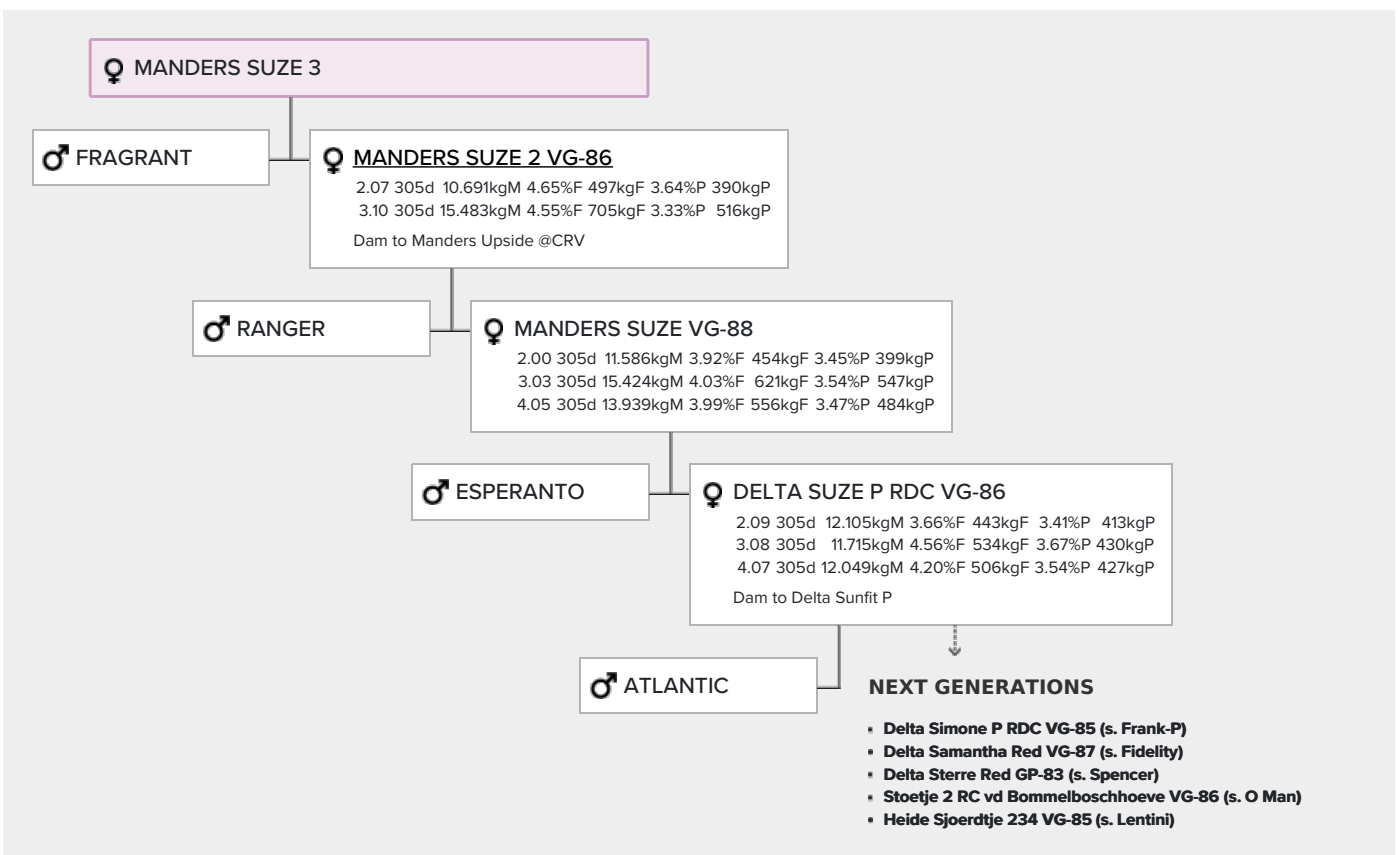 MANDERS SUZE 3
FRAGRANT
MANDERS SUZE 2 VG-86
2.07 305d 10.691kgM 4.65%F 497kgF 3.64%P 390kgP
3.10 305d 15.483kgM 4.55%F 705kgF 3.33%P 516kgP
Dam to Manders Upside @CRV
RANGER
MANDERS SUZE VG-88
2.00 305d 11.586kgM 3.92%F 454kgF 3.45%P 399kgP
3.03 305d 15.424kgM 4.03%F 621kgF 3.54%P 547kgP
4.05 305d 13.939kgM 3.99%F 556kgF 3.47%P 484kgP
ESPERANTO
DELTA SUZE P RDC VG-86
2.09 305d 12.105kgM 3.66%F 443kgF 3.41%P 413kgP
3.08 305d 11.715kgM 4.56%F 534kgF 3.67%P 430kgP
4.07 305d 12.049kgM 4.20%F 506kgF 3.54%P 427kgP
Dam to Delta Sunfit P
ATLANTIC
NEXT GENERATIONS
Delta Simone P RDC VG-85 (s. Frank-P)
Delta Samantha Red VG-87 (s. Fidelity)
Delta Sterre Red GP-83 (s. Spencer)
Stoetje 2 RC vd Bommelboschhoeve VG-86 (s. O Man)
Heide Sjoerdtje 234 VG-85 (s. Lentini)